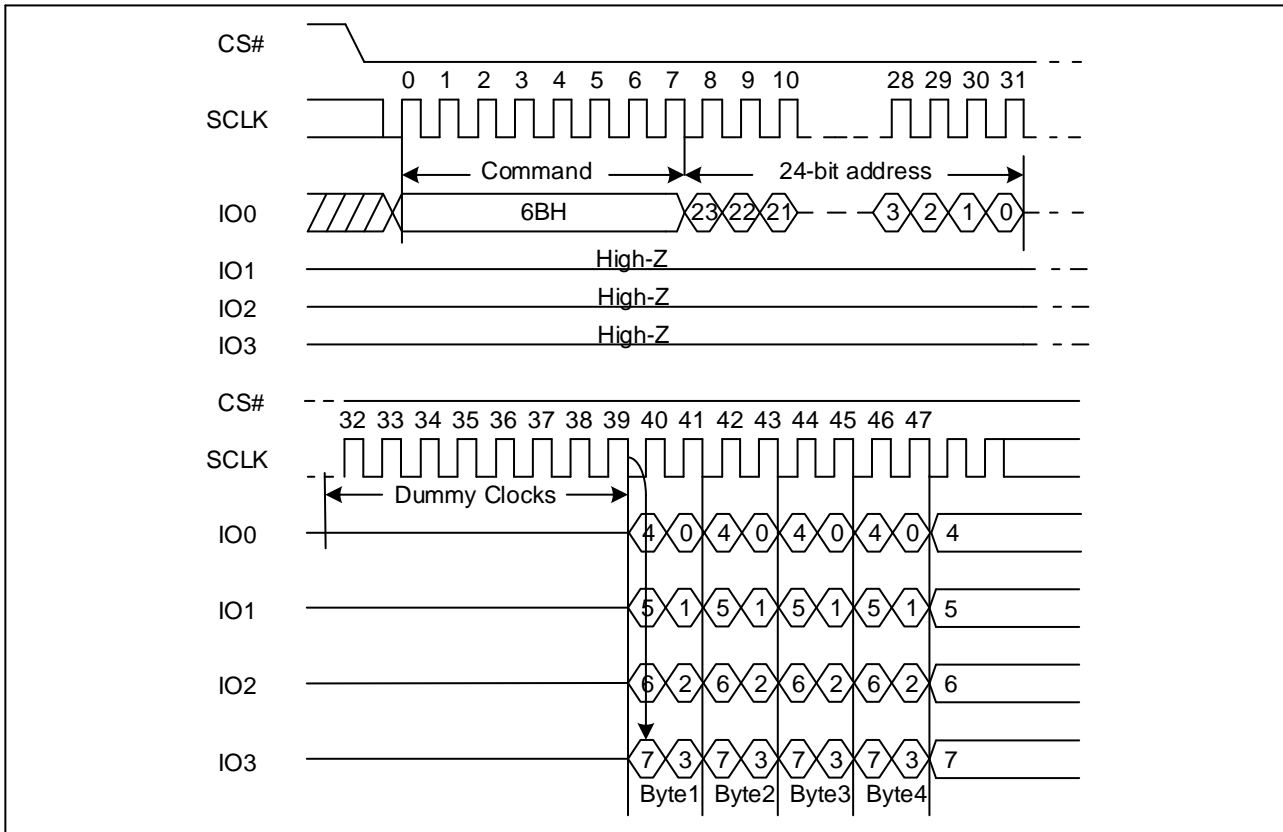 CS#
0 1 2 3 4 5 6 7 8 9 10 28 29 30 31
SCLK
Command 24-bit address
IO0 6BH 23 22 21 3 2 1 0
High-Z
IO1
High-Z
IO2
High-Z
IO3
CS#
32 33 34 35 36 37 38 39 40 41 42 43 44 45 46 47
SCLK
Dummy Clocks
IO0 4 0 4 0 4 0 4 0 4
IO1 5 1 5 1 5 1 5 1 5
IO2 6 2 6 2 6 2 6 2 6
IO3 7 3 7 3 7 3 7 3 7
Byte1 Byte2 Byte3 Byte4